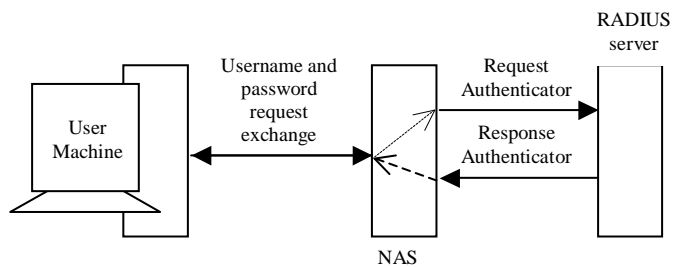 RADIUS
server
Username and
password
request
exchange
Request
Authenticator
User
Machine
Response
Authenticator
NAS